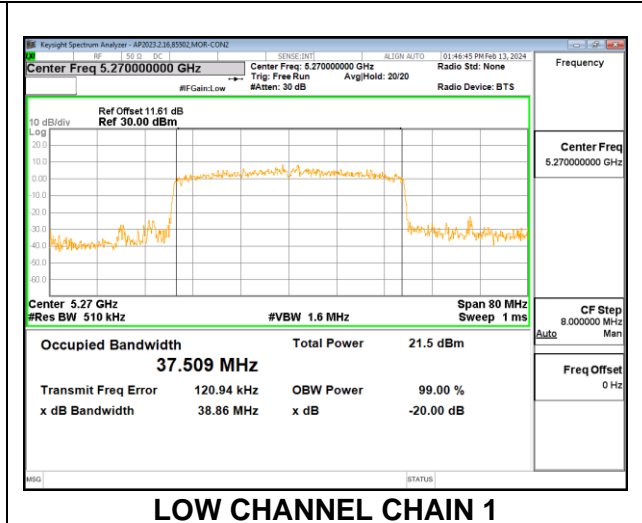 Keysight Spectrum Analyzer - AP2023.2.16,85502,MOR-CON2
RF 50 Ω DC SENSE:INT ALIGN AUTO 01:46:45 PM Feb 13, 2024
Center Freq 5.270000000 GHz
Center Freq: 5.270000000 GHz
Radio Std: None
Trig: Free Run Avg|Hold: 20/20
#IFGain:Low #Atten: 30 dB Radio Device: BTS
Frequency
Ref Offset 11.61 dB
10 dB/div Ref 30.00 dBm
Log
20.0
10.0
0.00
-10.0
-20.0
-30.0
-40.0
-50.0
-60.0
Center Freq
5.270000000 GHz
Center 5.27 GHz Span 80 MHz
#Res BW 510 kHz #VBW 1.6 MHz Sweep 1 ms
CF Step
8.000000 MHz
Auto Man
Freq Offset
0 Hz
Occupied Bandwidth Total Power 21.5 dBm
37.509 MHz
Transmit Freq Error 120.94 kHz OBW Power 99.00 %
x dB Bandwidth 38.86 MHz x dB -20.00 dB
MSG STATUS
LOW CHANNEL CHAIN 1